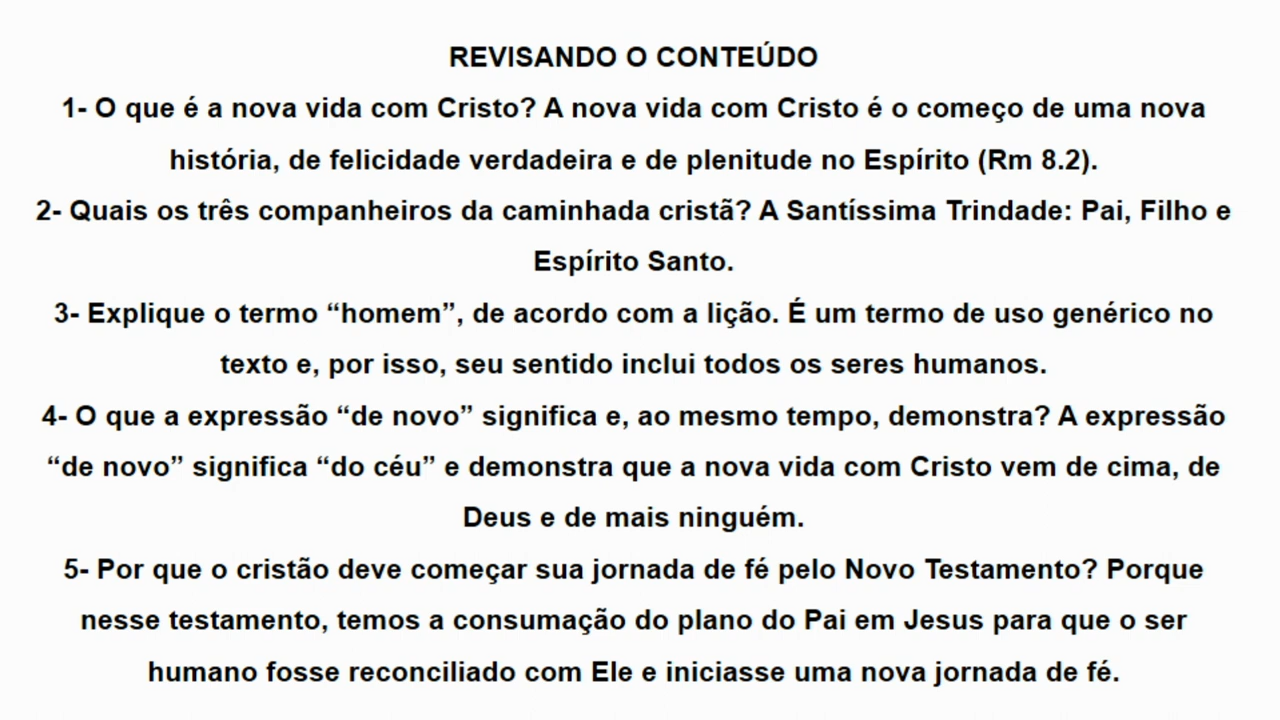 REVISANDO O CONTEÚDO
1- O que é a nova vida com Cristo? A nova vida com Cristo é o começo de uma nova
história, de felicidade verdadeira e de plenitude no Espírito (Rm 8.2).
2- Quais os três companheiros da caminhada cristã? A Santíssima Trindade: Pai, Filho e
Espírito Santo.
3- Explique o termo “homem”, de acordo com a lição. É um termo de uso genérico no
texto e, por isso, seu sentido inclui todos os seres humanos.
4- O que a expressão “de novo” significa e, ao mesmo tempo, demonstra? A expressão
“de novo” significa “do céu” e demonstra que a nova vida com Cristo vem de cima, de
Deus e de mais ninguém.
5- Por que o cristão deve começar sua jornada de fé pelo Novo Testamento? Porque
nesse testamento, temos a consumação do plano do Pai em Jesus para que o ser
humano fosse reconciliado com Ele e iniciasse uma nova jornada de fé.